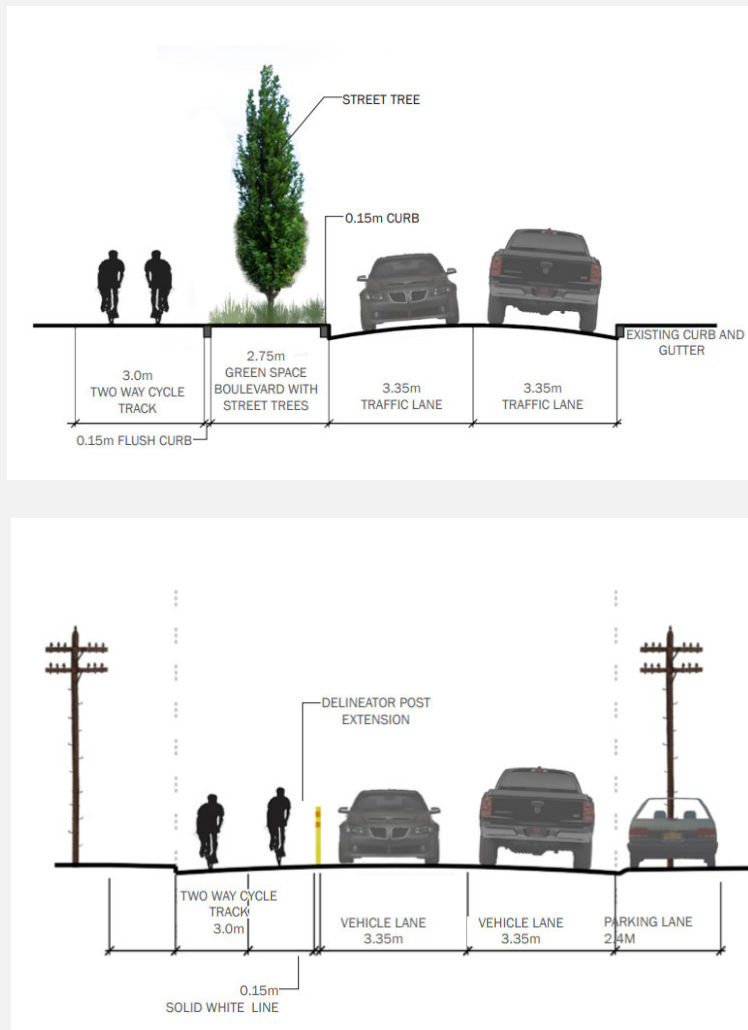 STREET TREE
0.15m CURB
EXISTING CURB AND
GUTTER
3.0m
TWO WAY CYCLE
TRACK
2.75m
GREEN SPACE
BOULEVARD WITH
STREET TREES
3.35m
TRAFFIC LANE
3.35m
TRAFFIC LANE
0.15m FLUSH CURB
DELINEATOR POST
EXTENSION
TWO WAY CYCLE
TRACK
3.0m
VEHICLE LANE
3.35m
VEHICLE LANE
3.35m
PARKING LANE
2.4M
0.15m
SOLID WHITE LINE